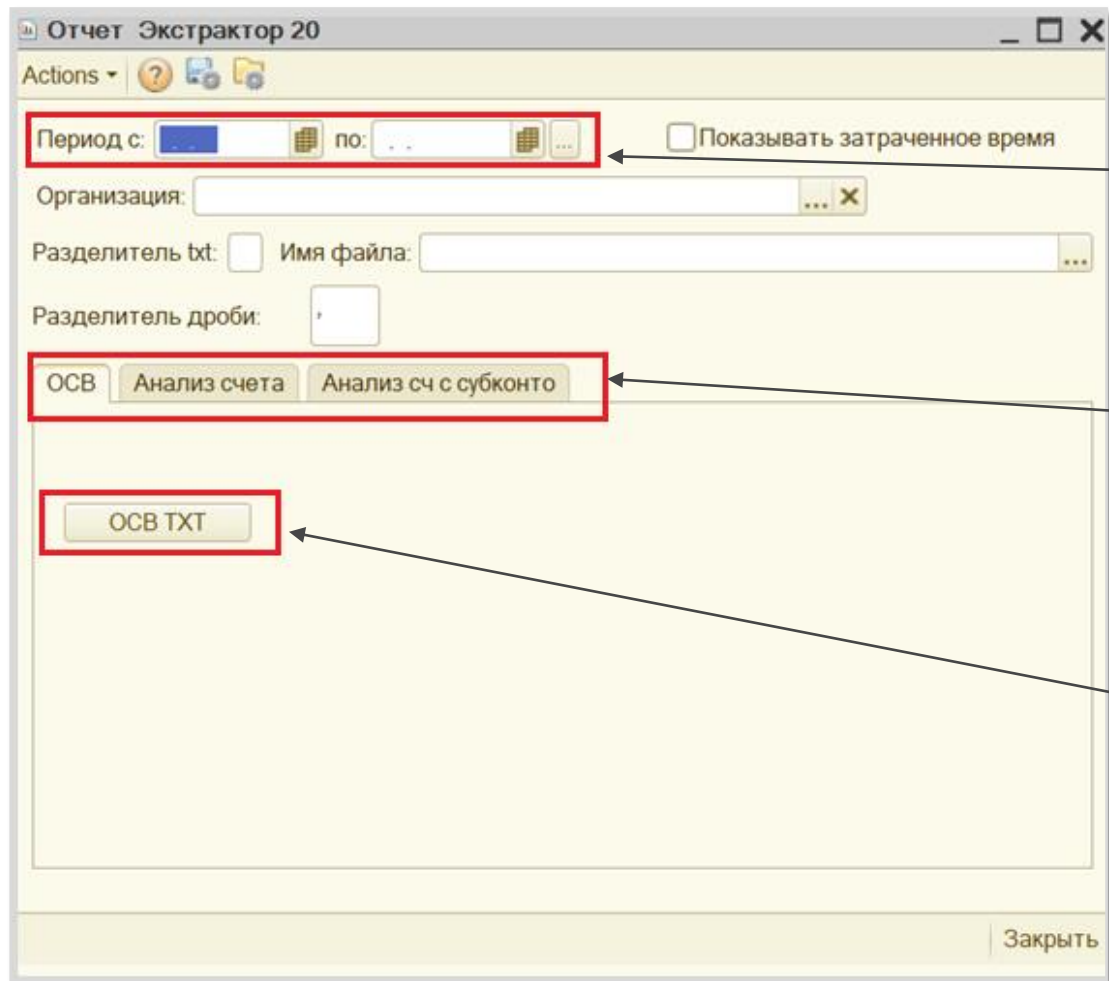 Отчет Экстрактор 20
Actions
Период с: . . по: . . ... Показывать затраченное время
Организация: ...
Разделитель txt: Имя файла: ...
Разделитель дроби: ,
ОСВ Анализ счета Анализ сч с субконто
ОСВ TXT
Закрыть